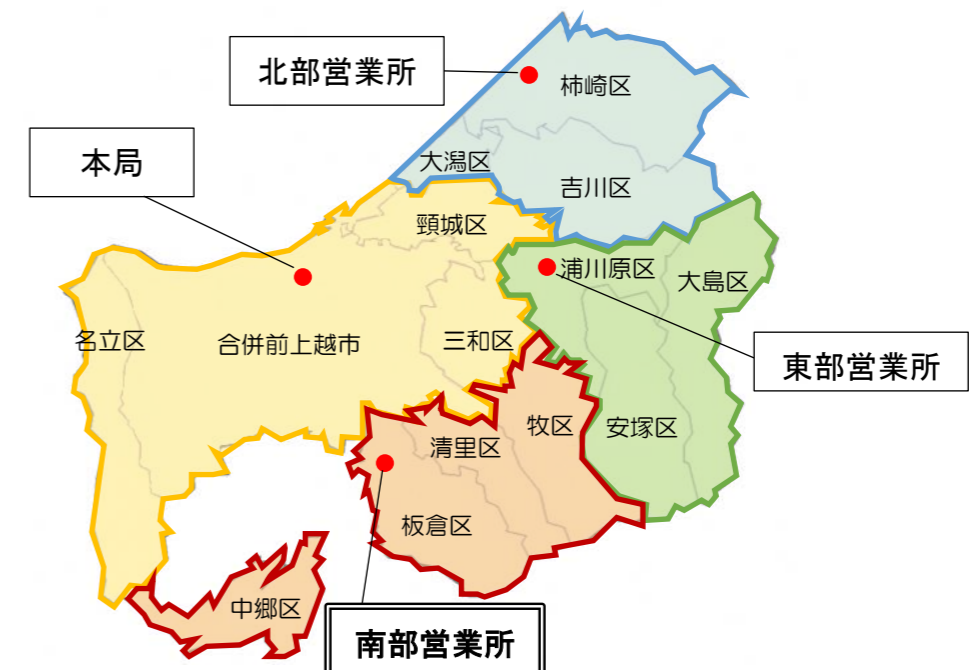 北部営業所
柿崎区
本局
大潟区
吉川区
頸城区
浦川原区
大島区
名立区
合併前上越市
三和区
東部営業所
牧区
安塚区
清里区
板倉区
中郷区
南部営業所